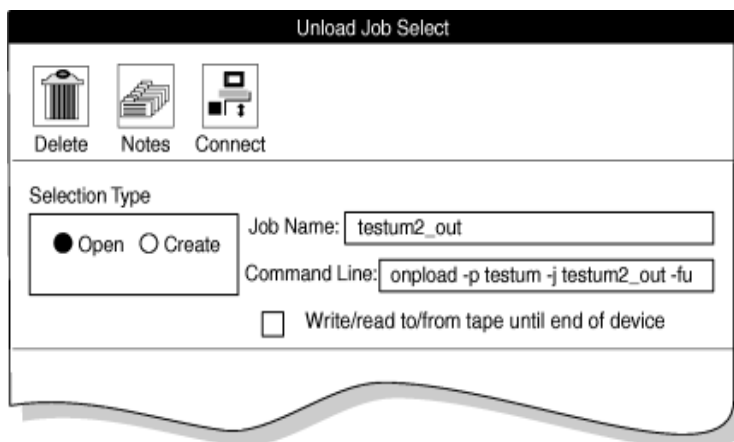 Unload Job Select
Delete Notes Connect
Selection Type
Open Create
Job Name: testum2_out
Command Line: onpload -p testum -j testum2_out -fu
Write/read to/from tape until end of device